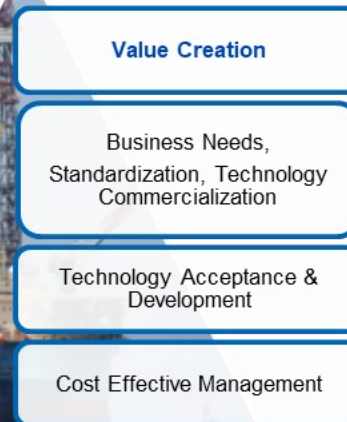 Value Creation
Business Needs,
Standardization, Technology
Commercialization
Technology Acceptance &
Development
Cost Effective Management